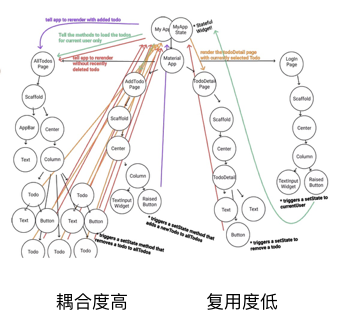 tell app to rerender with added todo
Tell the methods to load the todos
for current user only
tell app to rerender
without recently
deleted todo
My App
MyApp
State
* Stateful
Widget!
render the todoDetail page
with currently selected Todo
Material
App
AllTodos
Page
AddTodo
Page
TodoDetail
Page
Login
Page
Scaffold
AppBar
Center
Text
Column
Todo
Todo
Text
Button
Text
Button
Todo
Todo
Todo
Scaffold
Center
Column
TextInput
Widget
Raised
Button
* triggers a setState method that
adds a newTodo to allTodos
* triggers a setState method that
removes a todo to allTodos
Scaffold
Center
TodoDetail
Text
Text
Button
* triggers a setState to
remove a todo
Scaffold
Center
Column
TextInput
Widget
Raised
Button
* triggers a setState to
currentUser
耦合度高
复用度低